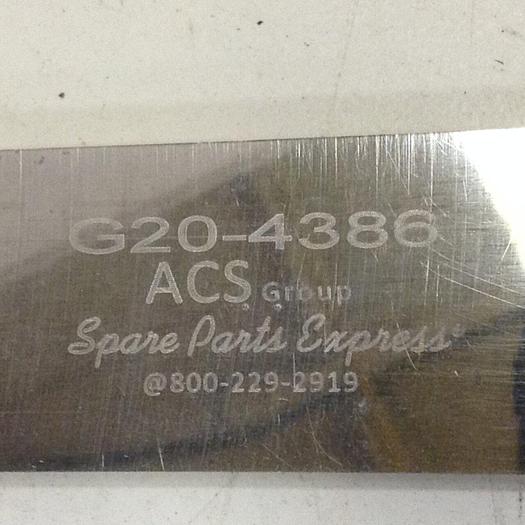 G20-4386
ACS Group
Spare Parts Express
@800-229-2919